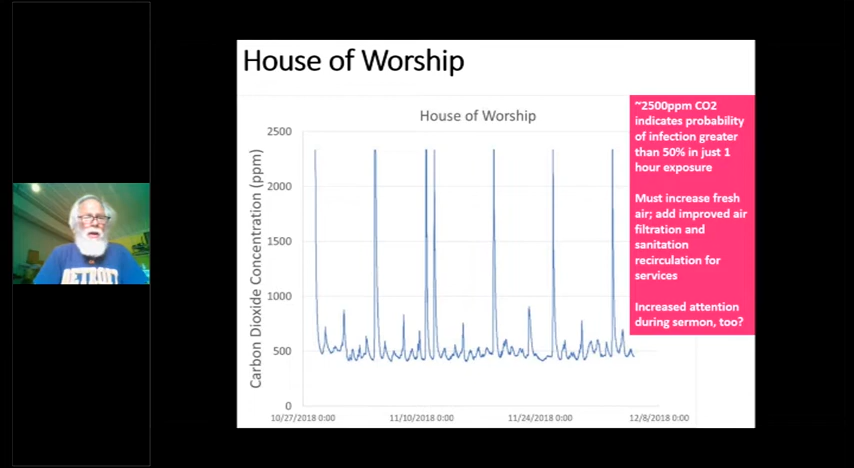 House of Worship
House of Worship
~2500ppm CO2
indicates probability
of infection greater
than 50% in just 1
hour exposure
Must increase fresh
air; add improved air
filtration and
sanitation
recirculation for
services
Increased attention
during sermon, too?
Carbon Dioxide Concentration (ppm)
2500
2000
1500
1000
500
0
10/27/2018 0:00 11/10/2018 0:00 11/24/2018 0:00 12/8/2018 0:00
DETROIT